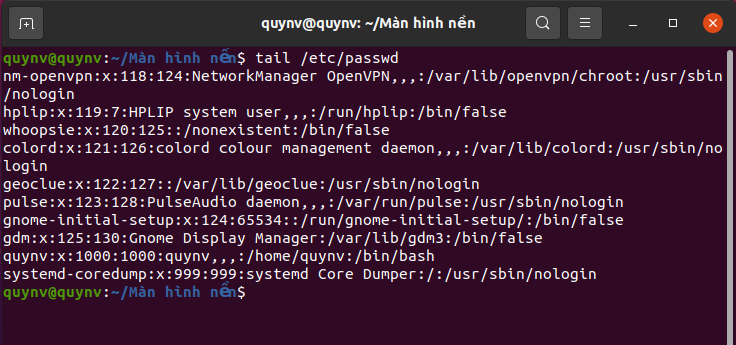 quynv@quynv: ~/Màn hình nền
quynv@quynv:~/Màn hình nền$ tail /etc/passwd
nm-openvpn:x:118:124:NetworkManager OpenVPN,,,:/var/lib/openvpn/chroot:/usr/sbin
/nologin
hplip:x:119:7:HPLIP system user,,,:/run/hplip:/bin/false
whoopsie:x:120:125::/nonexistent:/bin/false
colord:x:121:126:colord colour management daemon,,,:/var/lib/colord:/usr/sbin/no
login
geoclue:x:122:127::/var/lib/geoclue:/usr/sbin/nologin
pulse:x:123:128:PulseAudio daemon,,,:/var/run/pulse:/usr/sbin/nologin
gnome-initial-setup:x:124:65534::/run/gnome-initial-setup/:/bin/false
gdm:x:125:130:Gnome Display Manager:/var/lib/gdm3:/bin/false
quynv:x:1000:1000:quynv,,,:/home/quynv:/bin/bash
systemd-coredump:x:999:999:systemd Core Dumper:/:/usr/sbin/nologin
quynv@quynv:~/Màn hình nền$